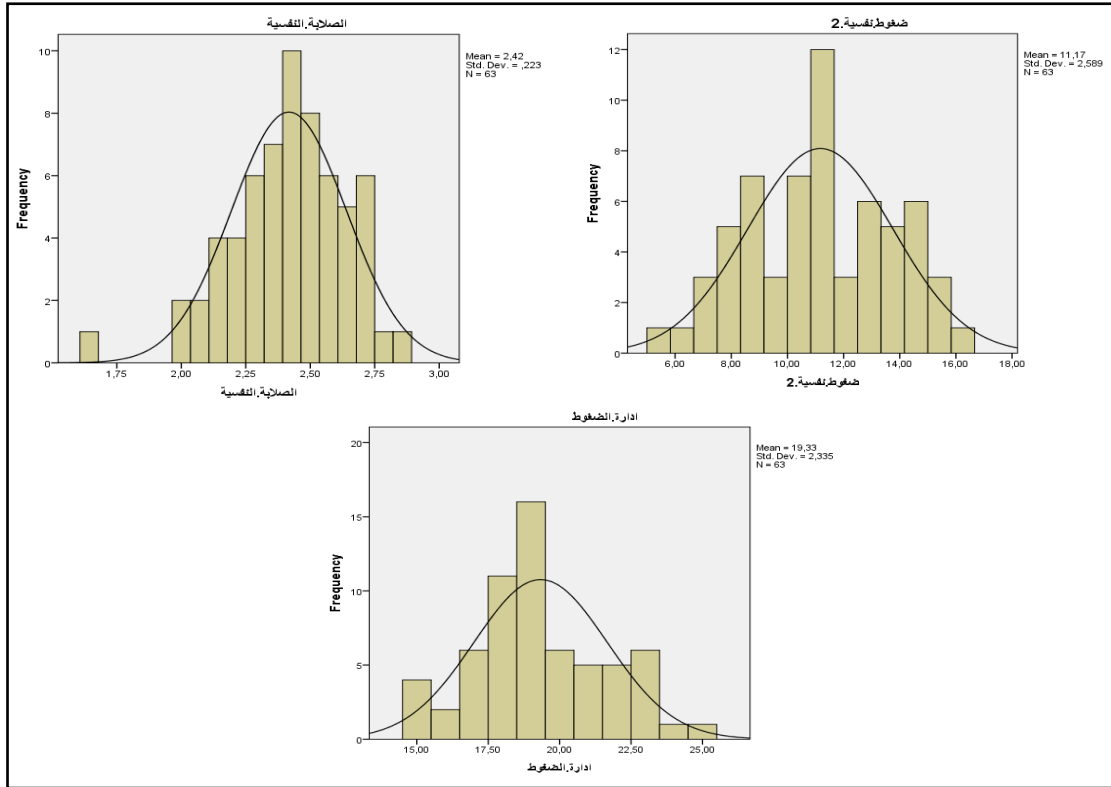 الصلابة.النفسية
Mean = 2,42
Std. Dev. = ,223
N = 63
Frequency
10
8
6
4
2
0
1,75
2,00
2,25
2,50
2,75
3,00
الصلابة.النفسية
ضغوط.نفسية.2
Mean = 11,17
Std. Dev. = 2,589
N = 63
Frequency
12
10
8
6
4
2
0
6,00
8,00
10,00
12,00
14,00
16,00
18,00
ضغوط.نفسية.2
ادارة.الضغوط
Mean = 19,33
Std. Dev. = 2,335
N = 63
Frequency
20
15
10
5
0
15,00
17,50
20,00
22,50
25,00
ادارة.الضغوط